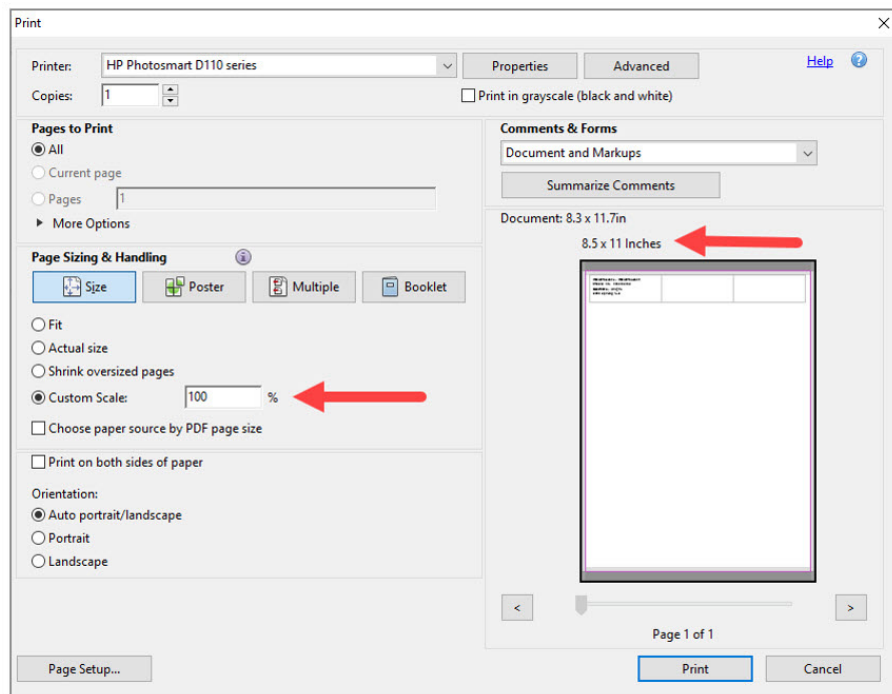 Print
Printer: HP Photosmart D110 series Properties Advanced Help ?
Copies: 1 Print in grayscale (black and white)
Pages to Print
All
Current page
Pages 1
More Options
Page Sizing & Handling i
Size Poster Multiple Booklet
Fit
Actual size
Shrink oversized pages
Custom Scale: 100 %
Choose paper source by PDF page size
Print on both sides of paper
Orientation:
Auto portrait/landscape
Portrait
Landscape
Comments & Forms
Document and Markups
Summarize Comments
Document: 8.3 x 11.7in
8.5 x 11 Inches
< >
Page 1 of 1
Page Setup... Print Cancel